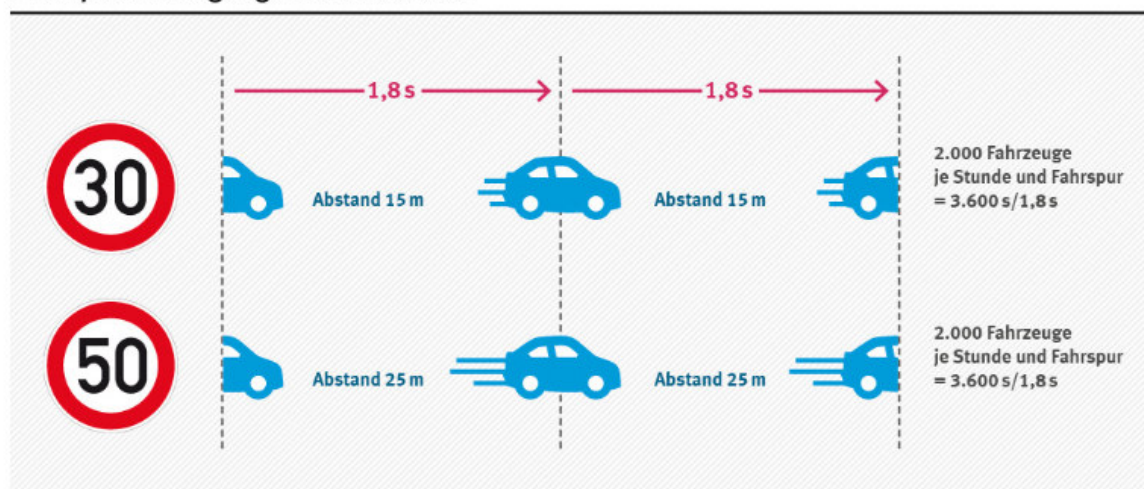 1,8 s
1,8 s
30
Abstand 15 m
Abstand 15 m
2.000 Fahrzeuge
je Stunde und Fahrspur
= 3.600 s/1,8 s
50
Abstand 25 m
Abstand 25 m
2.000 Fahrzeuge
je Stunde und Fahrspur
= 3.600 s/1,8 s